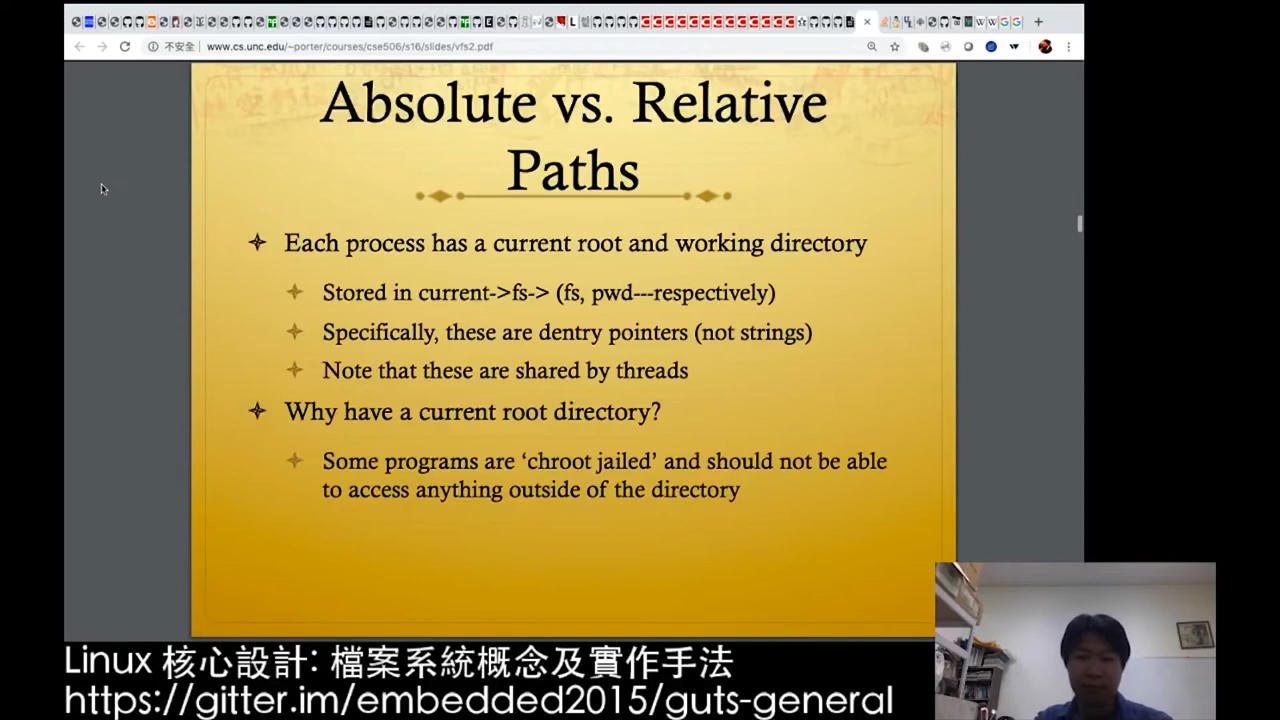 不安全
www.cs.unc.edu/~porter/courses/cse506/s16/slides/vfs2.pdf
Absolute vs. Relative
Paths
Each process has a current root and working directory
Stored in current->fs-> (fs, pwd---respectively)
Specifically, these are dentry pointers (not strings)
Note that these are shared by threads
Why have a current root directory?
Some programs are ‘chroot jailed’ and should not be able
to access anything outside of the directory
Linux 核心設計: 檔案系統概念及實作手法
https://gitter.im/embedded2015/guts-general